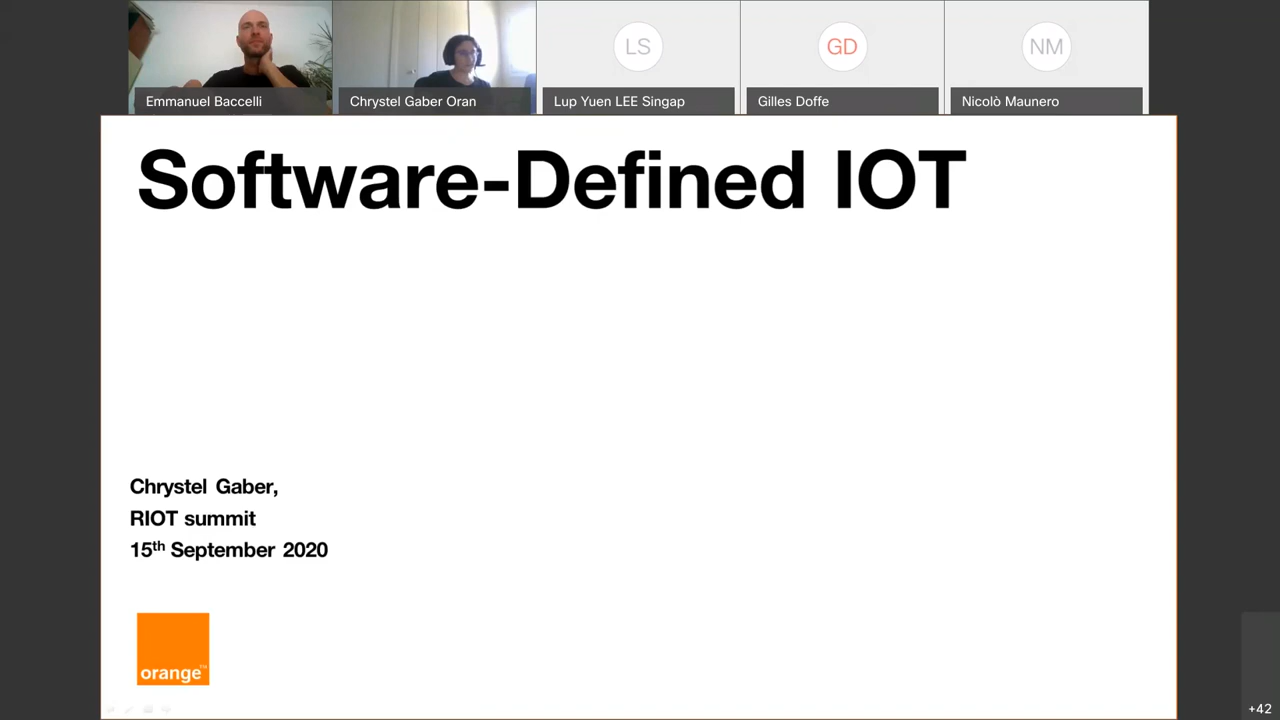 Emmanuel Baccelli
Chrystel Gaber Oran
LS
Lup Yuen LEE Singap
GD
Gilles Doffe
NM
Nicolò Maunero
Software-Defined IOT
Chrystel Gaber,
RIOT summit
15th September 2020
orange™
+42